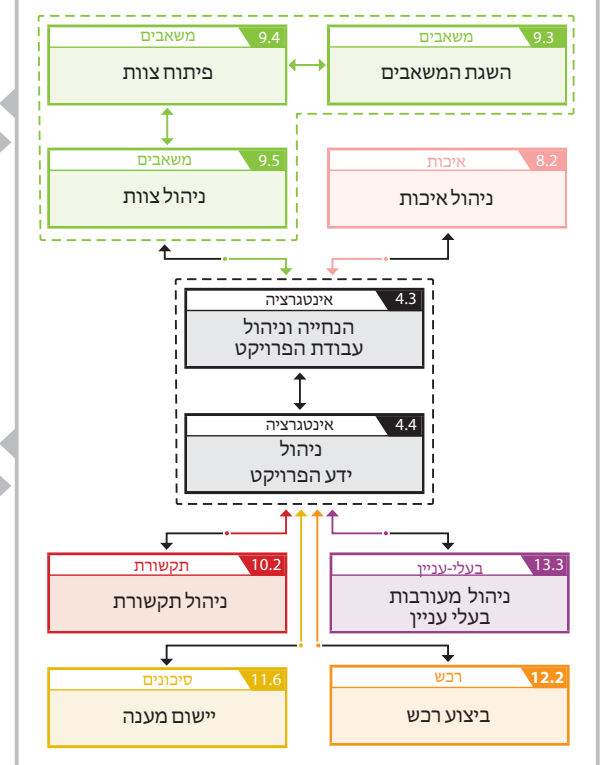 9.3 משאבים
השגת המשאבים
9.4 משאבים
פיתוח צוות
9.5 משאבים
ניהול צוות
8.2 איכות
ניהול איכות
4.3 אינטגרציה
הנחייה וניהול
עבודת הפרויקט
4.4 אינטגרציה
ניהול
ידע הפרויקט
13.3 בעלי-עניין
ניהול מעורבות
בעלי עניין
10.2 תקשורת
ניהול תקשורת
12.2 רכש
ביצוע רכש
11.6 סיכונים
יישום מענה